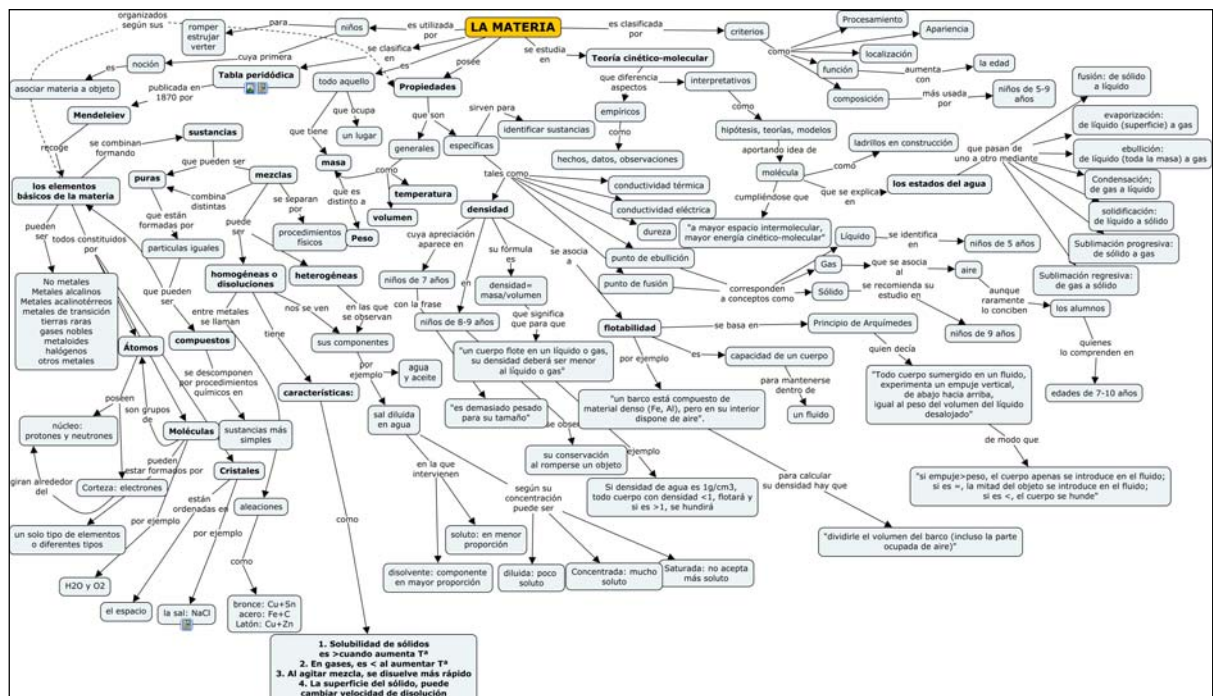 LA MATERIA
es utilizada
por
niños
para
romper
estrujar
verter
organizados
según sus
cuya primera
noción
es
asociar materia a objeto
se clasifica
en
Tabla peridódica
publicada en
1870 por
Mendeleiev
recoge
los elementos
básicos de la materia
se combinan
formando
sustancias
que pueden ser
puras
mezclas
combina
distintas
que están
formadas por
particulas iguales
que pueden
ser
compuestos
se descomponen
por procedimientos
químicos en
sustancias más
simples
se separan
por
procedimientos
físicos
puede
ser
homogéneas o
disoluciones
heterogéneas
entre metales
se llaman
aleaciones
como
bronce: Cu+Sn
acero: Fe+C
Latón: Cu+Zn
tiene
características:
como
1. Solubilidad de sólidos
es >cuando aumenta Tª
2. En gases, es < al aumentar Tª
3. Al agitar mezcla, se disuelve más rápido
4. La superficie del sólido, puede
cambiar velocidad de disolución
nos se ven
en las que
se observan
sus componentes
por
ejemplo
agua
y aceite
sal diluída
en agua
en la que
intervienen
soluto: en menor
proporción
disolvente: componente
en mayor proporción
según su
concentración
puede ser
diluida: poco
soluto
Concentrada: mucho
soluto
Saturada: no acepta
más soluto
pueden
ser
No metales
Metales alcalinos
Metales acalinotérreos
metales de transición
tierras raras
gases nobles
metaloides
halógenos
otros metales
todos constituidos
por
Átomos
poseen
núcleo:
protones y neutrones
giran alrededor
del
Corteza: electrones
son grupos
de
Moléculas
pueden
estar formados por
un solo tipo de elementos
o diferentes tipos
por ejemplo
H2O y O2
Cristales
están
ordenadas en
el espacio
por ejemplo
la sal: NaCl
es
todo aquello
que ocupa
un lugar
que tiene
masa
como
que es
distinto a
Peso
posee
Propiedades
que son
generales
temperatura
volumen
específicas
sirven para
identificar sustancias
tales como
conductividad térmica
conductividad eléctrica
dureza
punto de ebullición
punto de fusión
densidad
cuya apreciación
aparece en
niños de 7 años
con la frase
"es demasiado pesado
para su tamaño"
su fórmula
es
densidad=
masa/volumen
que significa
que para que
"un cuerpo flote en un líquido o gas,
su densidad deberá ser menor
al líquido o gas"
en
niños de 8-9 años
se obser
su conservación
al romperse un objeto
ejemplo
Si densidad de agua es 1g/cm3,
todo cuerpo con densidad <1, flotará y
si es >1, se hundirá
se asocia
a
flotabilidad
por ejemplo
"un barco está compuesto de
material denso (Fe, Al), pero en su interior
dispone de aire".
para calcular
su densidad hay que
"dividirle el volumen del barco (incluso la parte
ocupada de aire)"
es
capacidad de un cuerpo
para mantenerse
dentro de
un fluido
se basa en
Principio de Arquímedes
quien decía
"Todo cuerpo sumergido en un fluido,
experimenta un empuje vertical,
de abajo hacia arriba,
igual al peso del volumen del líquido
desalojado"
de modo que
"si empuje>peso, el cuerpo apenas se introduce en el fluido;
si es =, la mitad del objeto se introduce en el fluido;
si es <, el cuerpo se hunde"
se estudia
en
Teoría cinético-molecular
que diferencia
aspectos
empíricos
como
hechos, datos, observaciones
interpretativos
como
hipótesis, teorías, modelos
aportando idea de
molécula
como
ladrillos en construcción
cumpliéndose que
"a mayor espacio intermolecular,
mayor energía cinético-molecular"
que se explica
en
los estados del agua
que pasan de
uno a otro mediante
fusión: de sólido
a líquido
evaporización:
de líquido (superficie) a gas
ebullición:
de líquido (toda la masa) a gas
Condensación;
de gas a líquido
solidificación:
de líquido a sólido
Sublimación progresiva:
de sólido a gas
Sublimación regresiva:
de gas a sólido
corresponden
a conceptos como
Líquido
se identifica
en
niños de 5 años
Gas
que se asocia
al
aire
aunque
raramente
lo conciben
los alumnos
quienes
lo comprenden en
edades de 7-10 años
Sólido
se recomienda su
estudio en
niños de 9 años
es clasificada
por
criterios
como
Procesamiento
Apariencia
localización
función
aumenta
con
la edad
composición
más usada
por
niños de 5-9
años